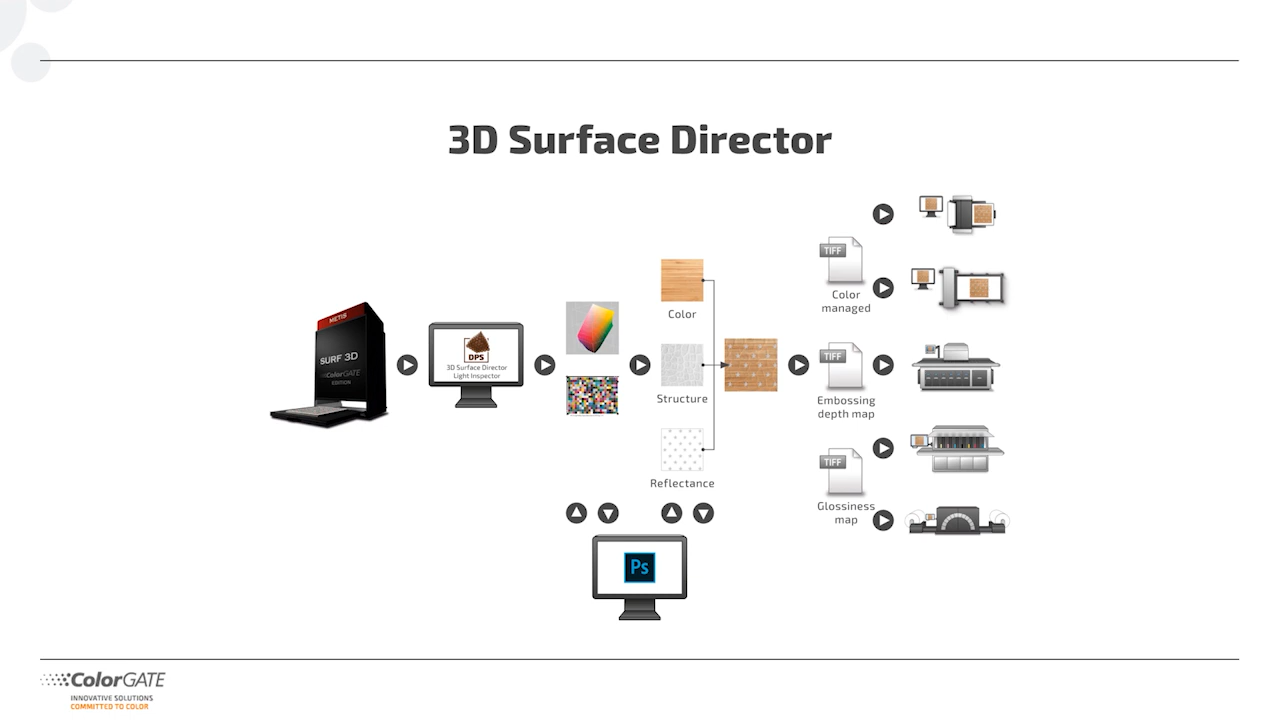 3D Surface Director
METIS
SURF 3D
ColorGATE
EDITION
DPS
3D Surface Director
Light Inspector
Color
Structure
Reflectance
Ps
TIFF
Color
managed
TIFF
Embossing
depth map
TIFF
Glossiness
map
ColorGATE
INNOVATIVE SOLUTIONS
COMMITTED TO COLOR